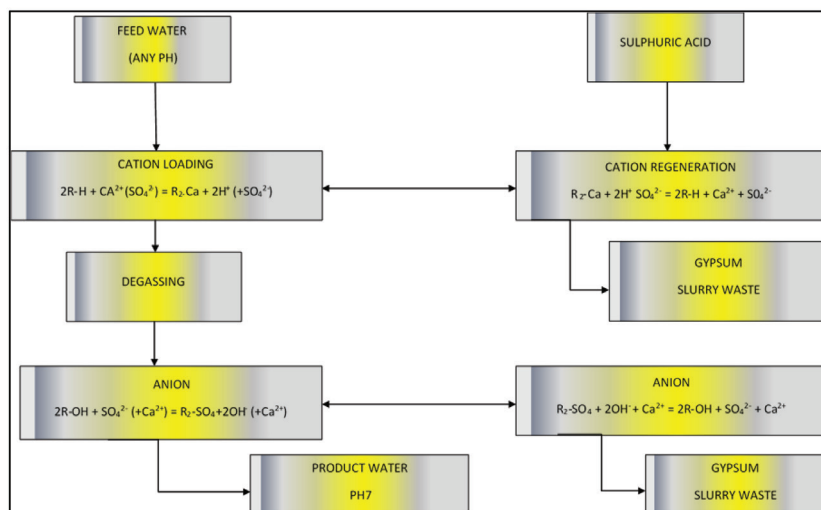 FEED WATER
(ANY PH)
SULPHURIC ACID
CATION LOADING
2R-H + CA²⁺(SO₄²⁻) = R₂-Ca + 2H⁺ (+SO₄²⁻)
CATION REGENERATION
R₂-Ca + 2H⁺ SO₄²⁻ = 2R-H + Ca²⁺ + S0₄²⁻
DEGASSING
GYPSUM
SLURRY WASTE
ANION
2R-OH + SO₄²⁻ (+Ca²⁺) = R₂-SO₄+2OH⁻ (+Ca²⁺)
ANION
R₂-SO₄ + 2OH⁻ + Ca²⁺ = 2R-OH + SO₄²⁻ + Ca²⁺
PRODUCT WATER
PH7
GYPSUM
SLURRY WASTE